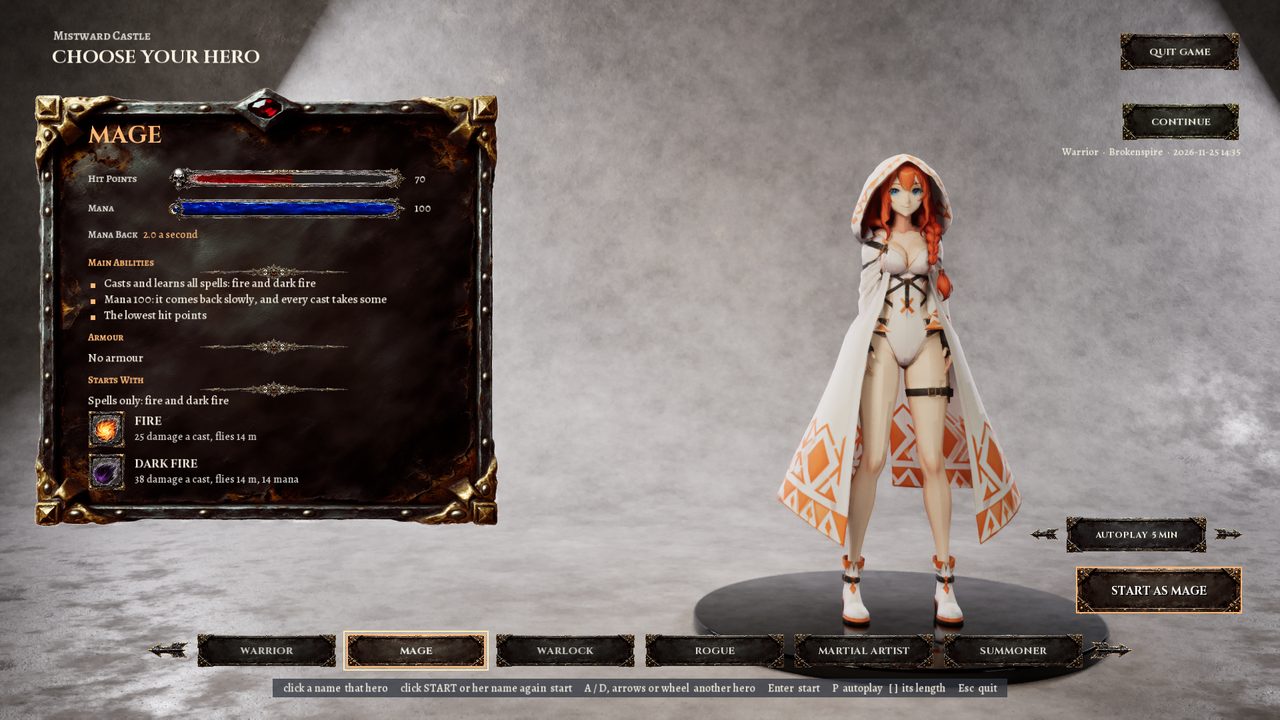 Mistward Castle
CHOOSE YOUR HERO
QUIT GAME
CONTINUE
Warrior · Brokenspire · 2026-11-25 14:35
MAGE
Hit Points 70
Mana 100
Mana Back 2.0 a second
Main Abilities
Casts and learns all spells: fire and dark fire
Mana 100: it comes back slowly, and every cast takes some
The lowest hit points
Armour
No armour
Starts With
Spells only: fire and dark fire
FIRE
25 damage a cast, flies 14 m
DARK FIRE
38 damage a cast, flies 14 m, 14 mana
AUTOPLAY 5 MIN
START AS MAGE
WARRIOR MAGE WARLOCK ROGUE MARTIAL ARTIST SUMMONER
click a name that hero click START or her name again start A / D, arrows or wheel another hero Enter start P autoplay [ ] its length Esc quit